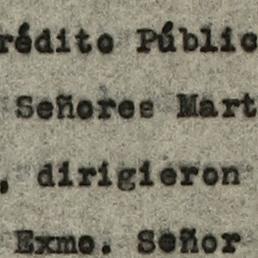 rédito Públic
Señores Mart
, dirigieron
Exmo. Señor